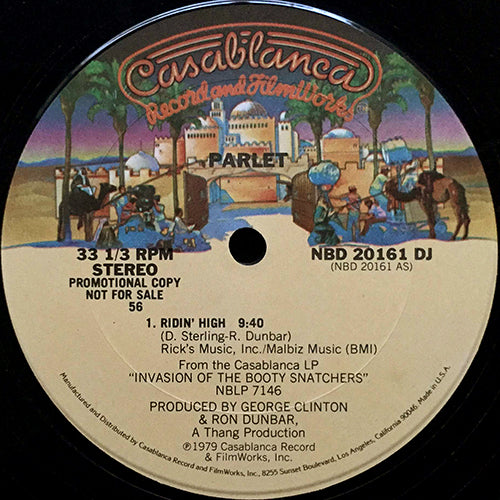 Casablanca
Record and FilmWorks
PARLET
33 1/3 RPM
STEREO
PROMOTIONAL COPY
NOT FOR SALE
56
NBD 20161 DJ
(NBD 20161 AS)
1. RIDIN' HIGH 9:40
(D. Sterling-R. Dunbar)
Rick's Music, Inc./Malbiz Music (BMI)
From the Casablanca LP
"INVASION OF THE BOOTY SNATCHERS"
NBLP 7146
PRODUCED BY GEORGE CLINTON
& RON DUNBAR,
A Thang Production
℗1979 Casablanca Record
& FilmWorks, Inc.
Manufactured and Distributed by Casablanca Record and FilmWorks, Inc., 8255 Sunset Boulevard, Los Angeles, California 90046. Made in U.S.A.